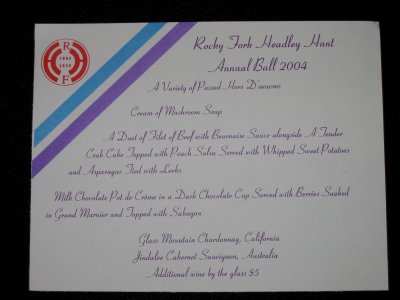 R
1892 1925
F
Rocky Fork Headley Hunt
Annual Ball 2004
A Variety of Passed Hors D'oeuvres
Cream of Mushroom Soup
A Duet of Filet of Beef with Bearnaise Sauce alongside A Tender
Crab Cake Topped with Peach Salsa Served with Whipped Sweet Potatoes
and Asparagus Tied with Leeks
Milk Chocolate Pot de Crème in a Dark Chocolate Cup Served with Berries Soaked
in Grand Marnier and Topped with Sabayon
Glass Mountain Chardonnay, California
Jindalee Cabernet Sauvignon, Australia
Additional wine by the glass $5